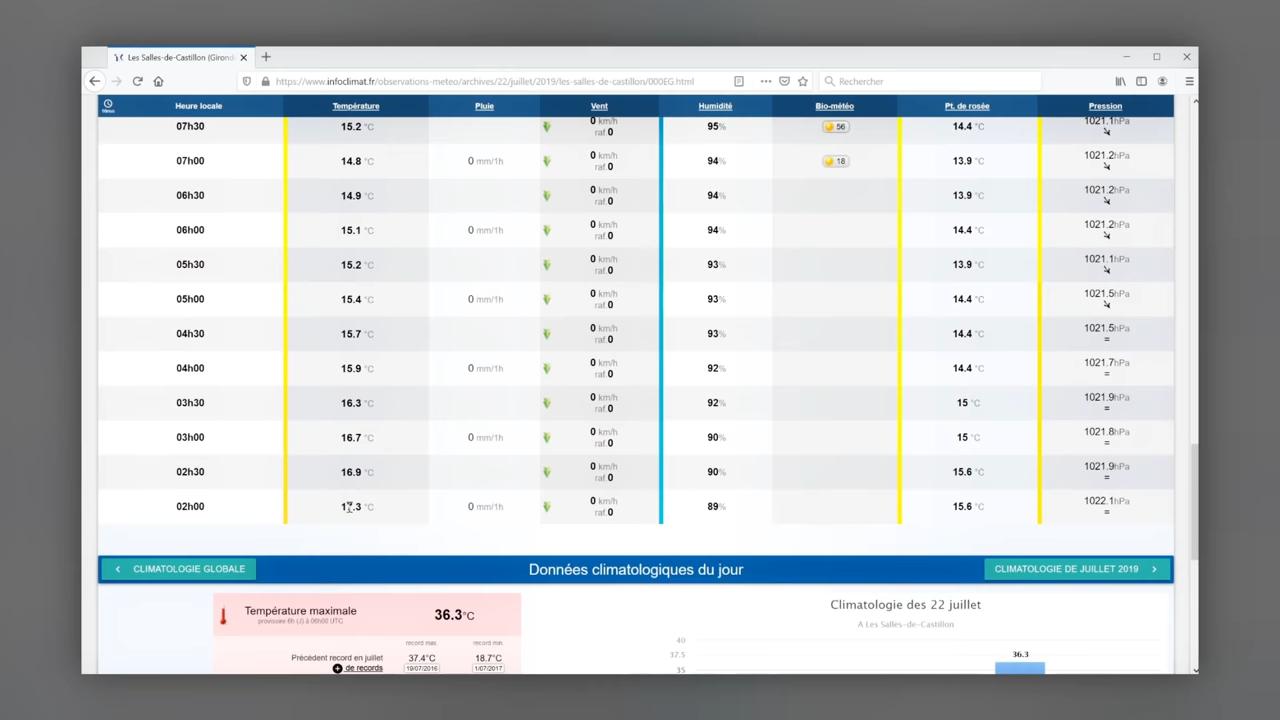 Les Salles-de-Castillon (Girond
https://www.infoclimat.fr/observations-meteo/archives/22/juillet/2019/les-salles-de-castillon/000EG.html
Rechercher
Heure locale Température Pluie Vent Humidité Bio-météo Pt. de rosée Pression
07h30 15.2 °C 0 km/h raf.0 95% 56 14.4 °C 1021.1hPa
07h00 14.8 °C 0 mm/1h 0 km/h raf.0 94% 18 13.9 °C 1021.2hPa
06h30 14.9 °C 0 km/h raf.0 94% 13.9 °C 1021.2hPa
06h00 15.1 °C 0 mm/1h 0 km/h raf.0 94% 14.4 °C 1021.2hPa
05h30 15.2 °C 0 km/h raf.0 93% 13.9 °C 1021.1hPa
05h00 15.4 °C 0 mm/1h 0 km/h raf.0 93% 14.4 °C 1021.5hPa
04h30 15.7 °C 0 km/h raf.0 93% 14.4 °C 1021.5hPa =
04h00 15.9 °C 0 mm/1h 0 km/h raf.0 92% 14.4 °C 1021.7hPa =
03h30 16.3 °C 0 km/h raf.0 92% 15 °C 1021.9hPa =
03h00 16.7 °C 0 mm/1h 0 km/h raf.0 90% 15 °C 1021.8hPa =
02h30 16.9 °C 0 km/h raf.0 90% 15.6 °C 1021.9hPa =
02h00 °C 0 mm/1h 0 km/h raf.0 89% 15.6 °C 1022.1hPa =
CLIMATOLOGIE GLOBALE Données climatologiques du jour CLIMATOLOGIE DE JUILLET 2019
Température maximale 36.3°C
provisoire 6h (J) à 06h00 UTC
record max. record min.
Précédent record en juillet 37.4°C 18.7°C
de records 19/07/2016 1/07/2017
Climatologie des 22 juillet
A Les Salles-de-Castillon
40
36.3
37.5
35